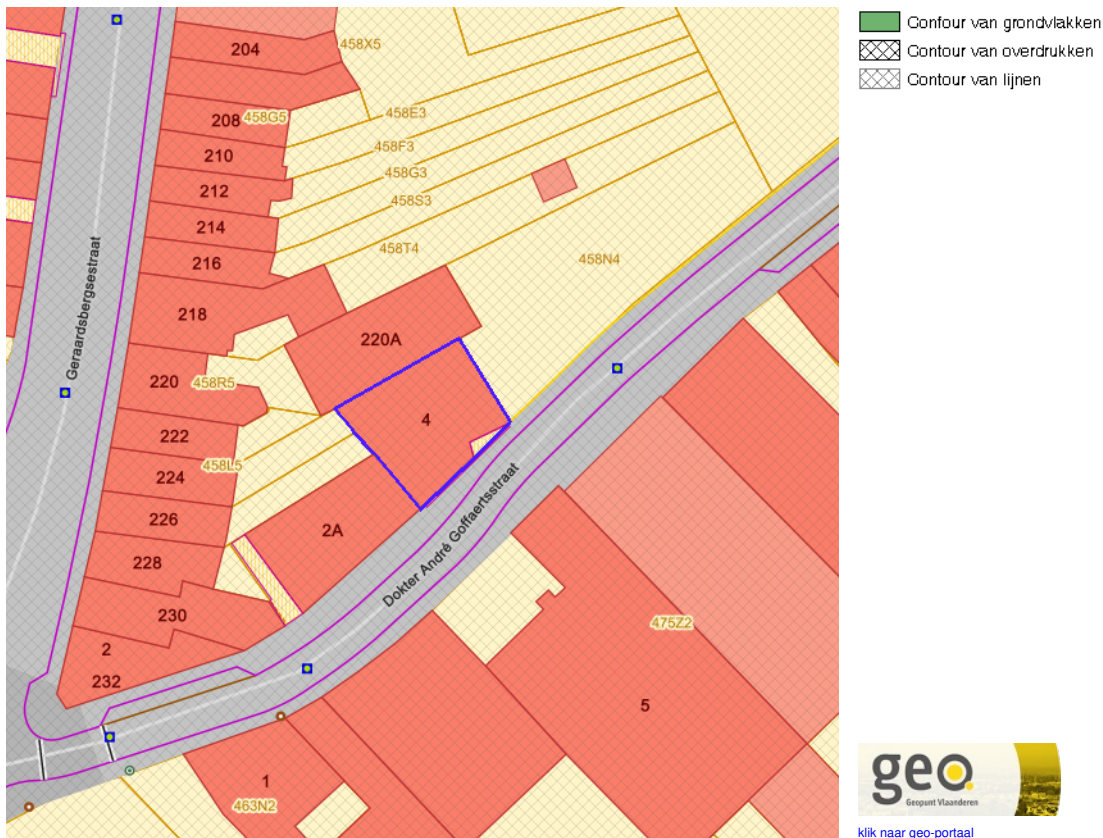 204
458X5
208
458G5
458E3
210
458F3
212
458G3
458S3
214
458T4
216
458N4
218
220A
Geraardsbergsestraat
220
458R5
4
222
458L5
224
226
2A
Dokter André Goffaertsstraat
228
230
475Z2
2
232
5
1
463N2
Contour van grondvlakken
Contour van overdrukken
Contour van lijnen
geo.
Geopunt Vlaanderen
klik naar geo-portaal